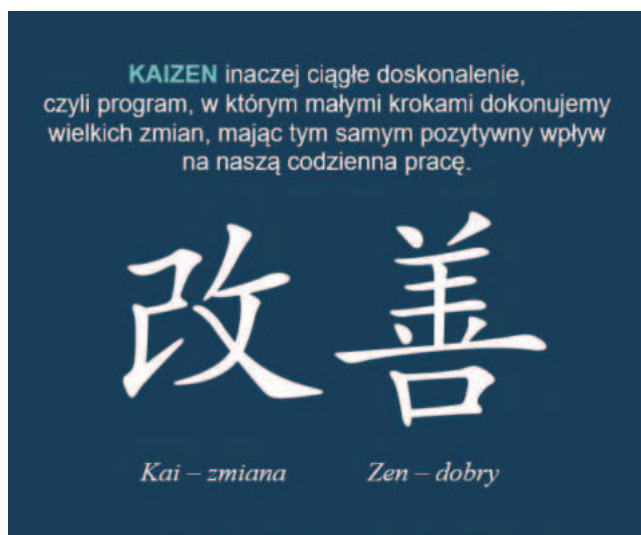 KAIZEN inaczej ciągłe doskonalenie,
czyli program, w którym małymi krokami dokonujemy
wielkich zmian, mając tym samym pozytywny wpływ
na naszą codzienna pracę.
改善
Kai – zmiana Zen – dobry